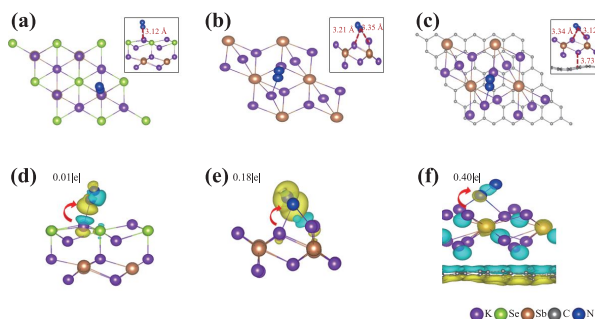 (a)
3.12 Å
(b)
3.21 Å
3.35 Å
(c)
3.34 Å
3.12
3.73
(d)
0.01|e|
(e)
0.18|e|
(f)
0.40|e|
K Se Sb C N